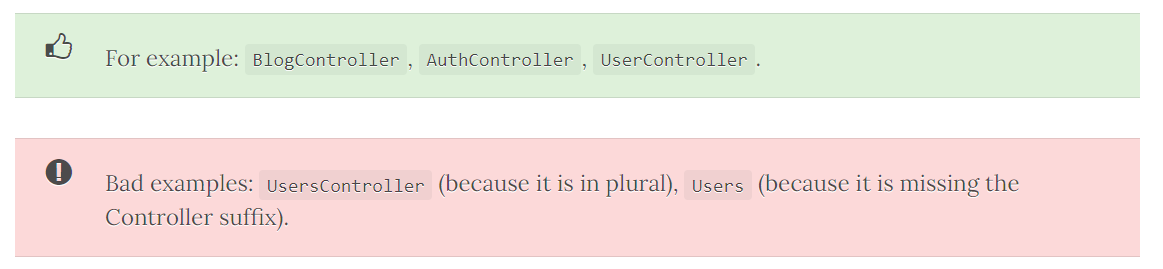 For example: BlogController, AuthController, UserController.
Bad examples: UsersController (because it is in plural), Users (because it is missing the
Controller suffix).